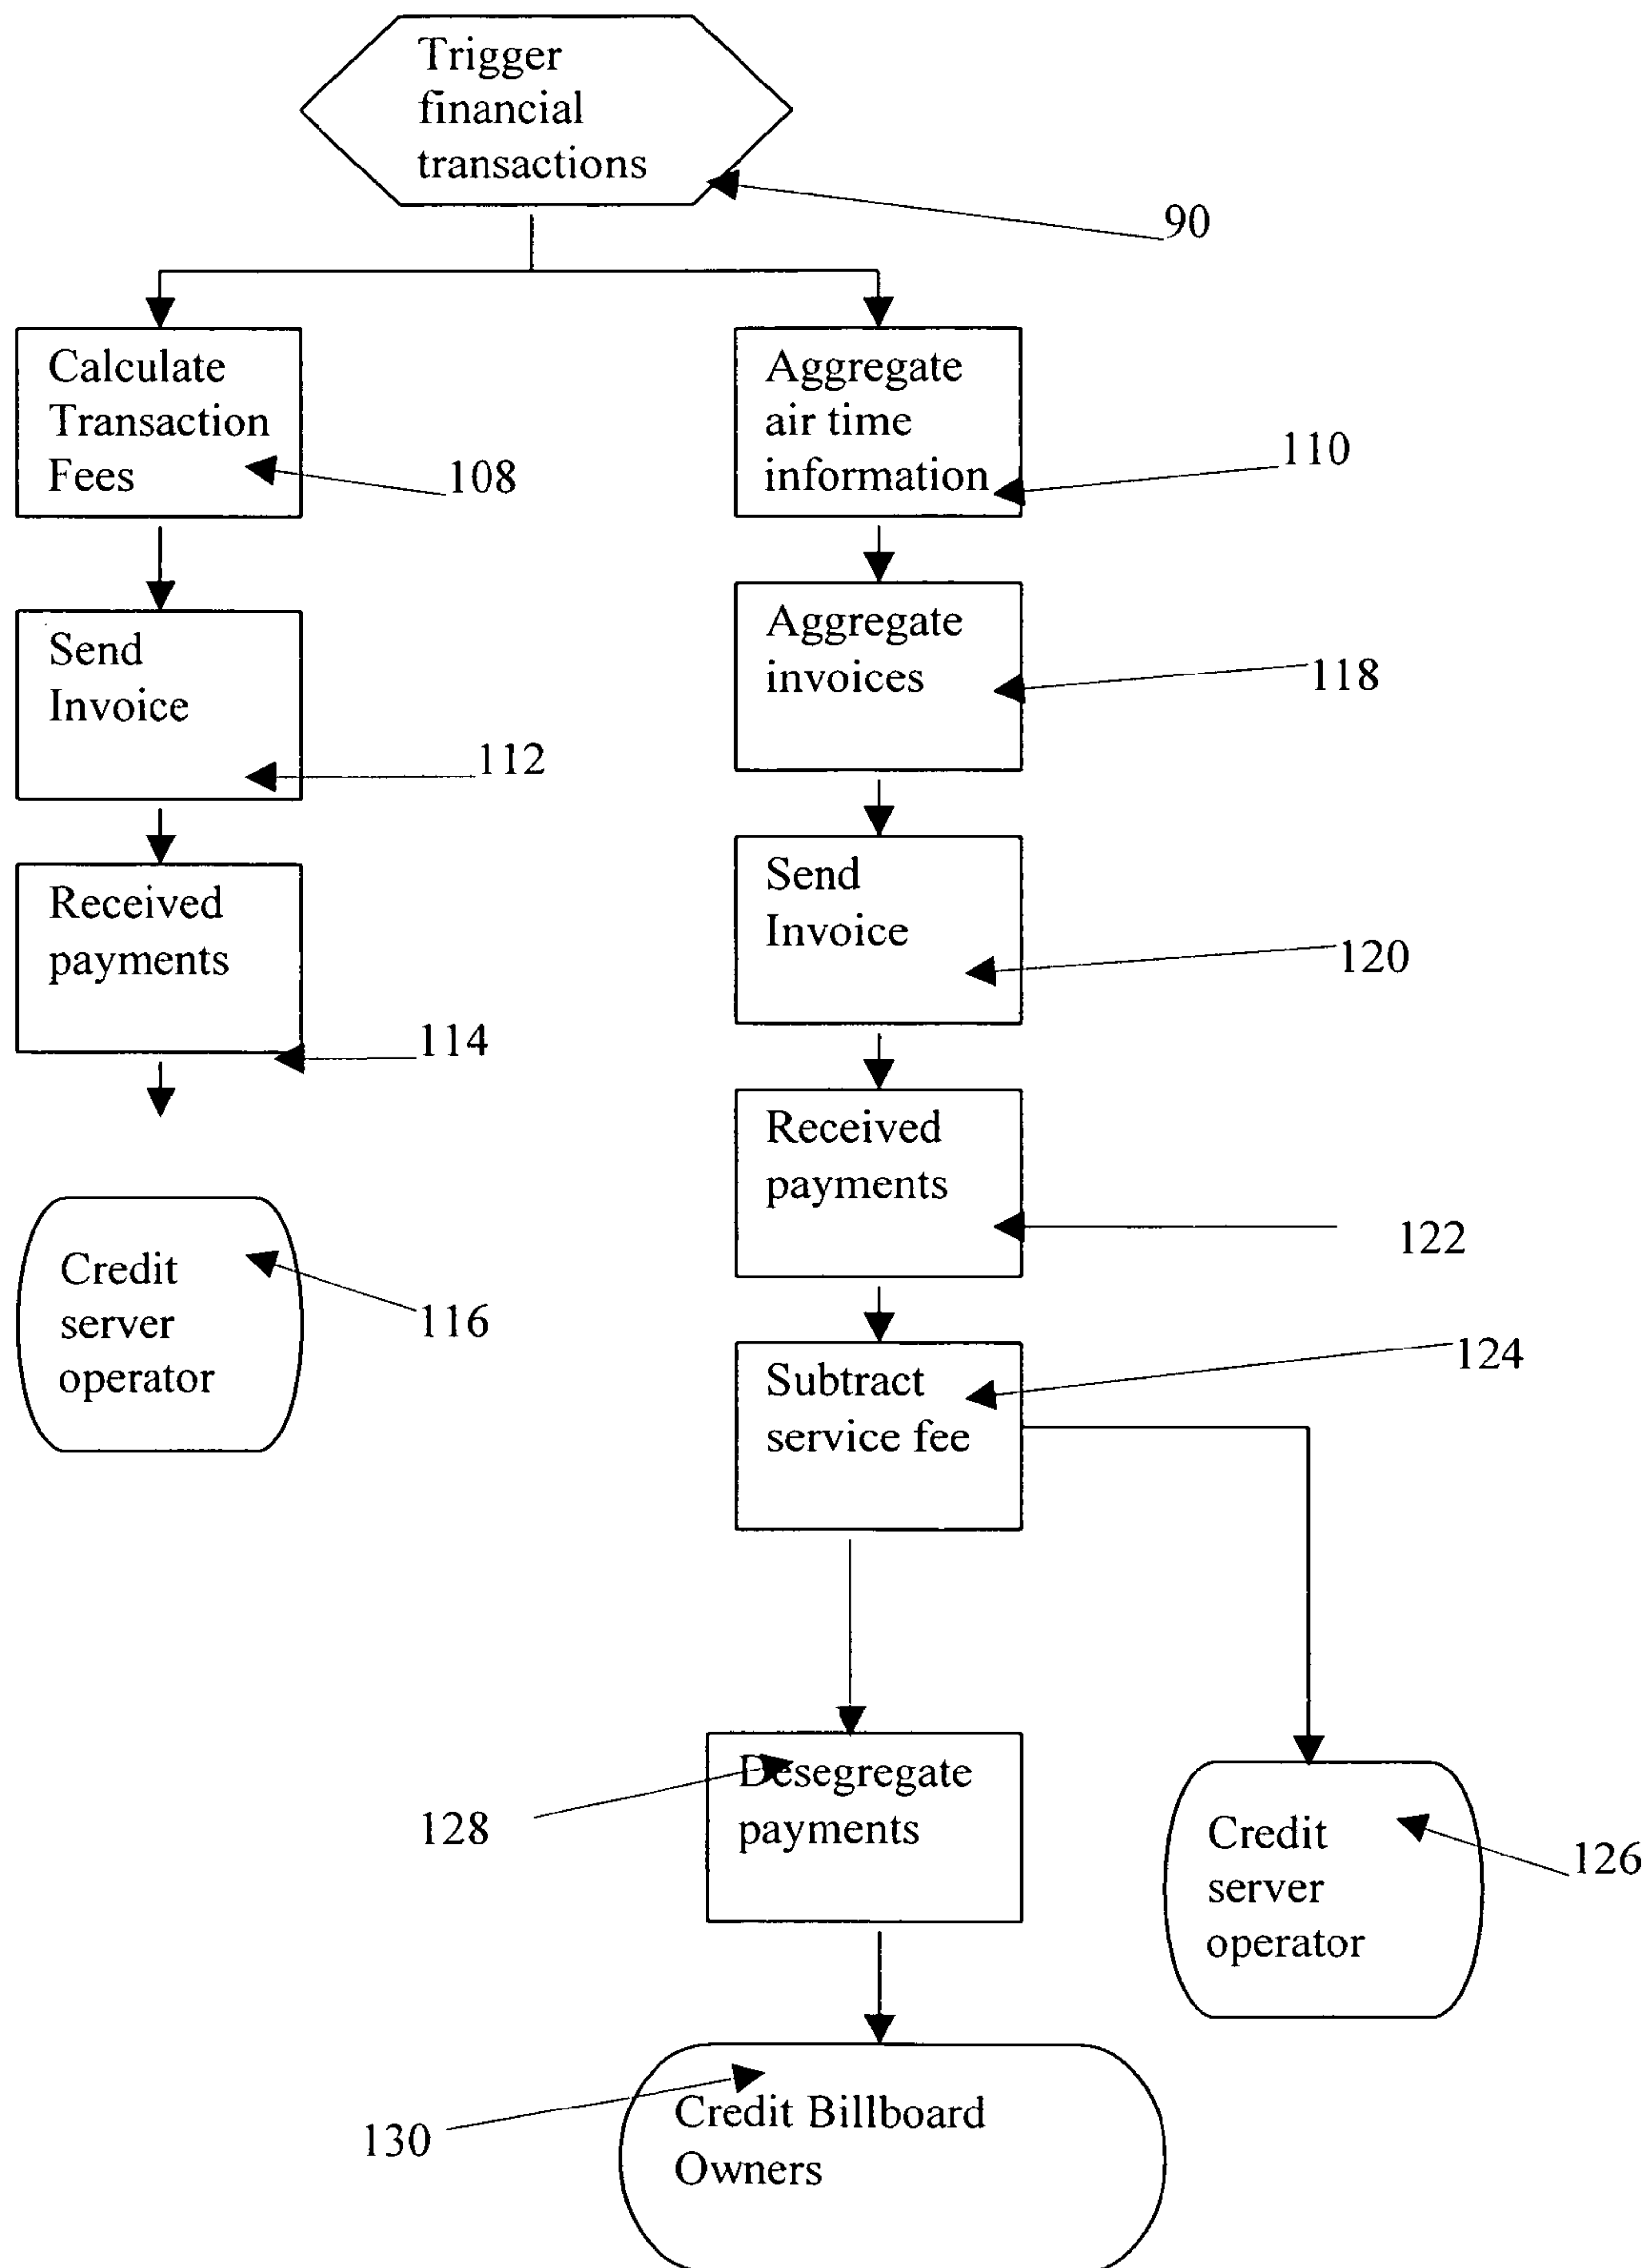 Trigger
financial
transactions
90
Calculate
Transaction
Fees
108
Aggregate
air time
information
110
Send
Invoice
112
Aggregate
invoices
118
Received
payments
114
Send
Invoice
120
Credit
server
operator
116
Received
payments
122
Subtract
service fee
124
Desegregate
payments
128
Credit
server
operator
126
Credit Billboard
Owners
130